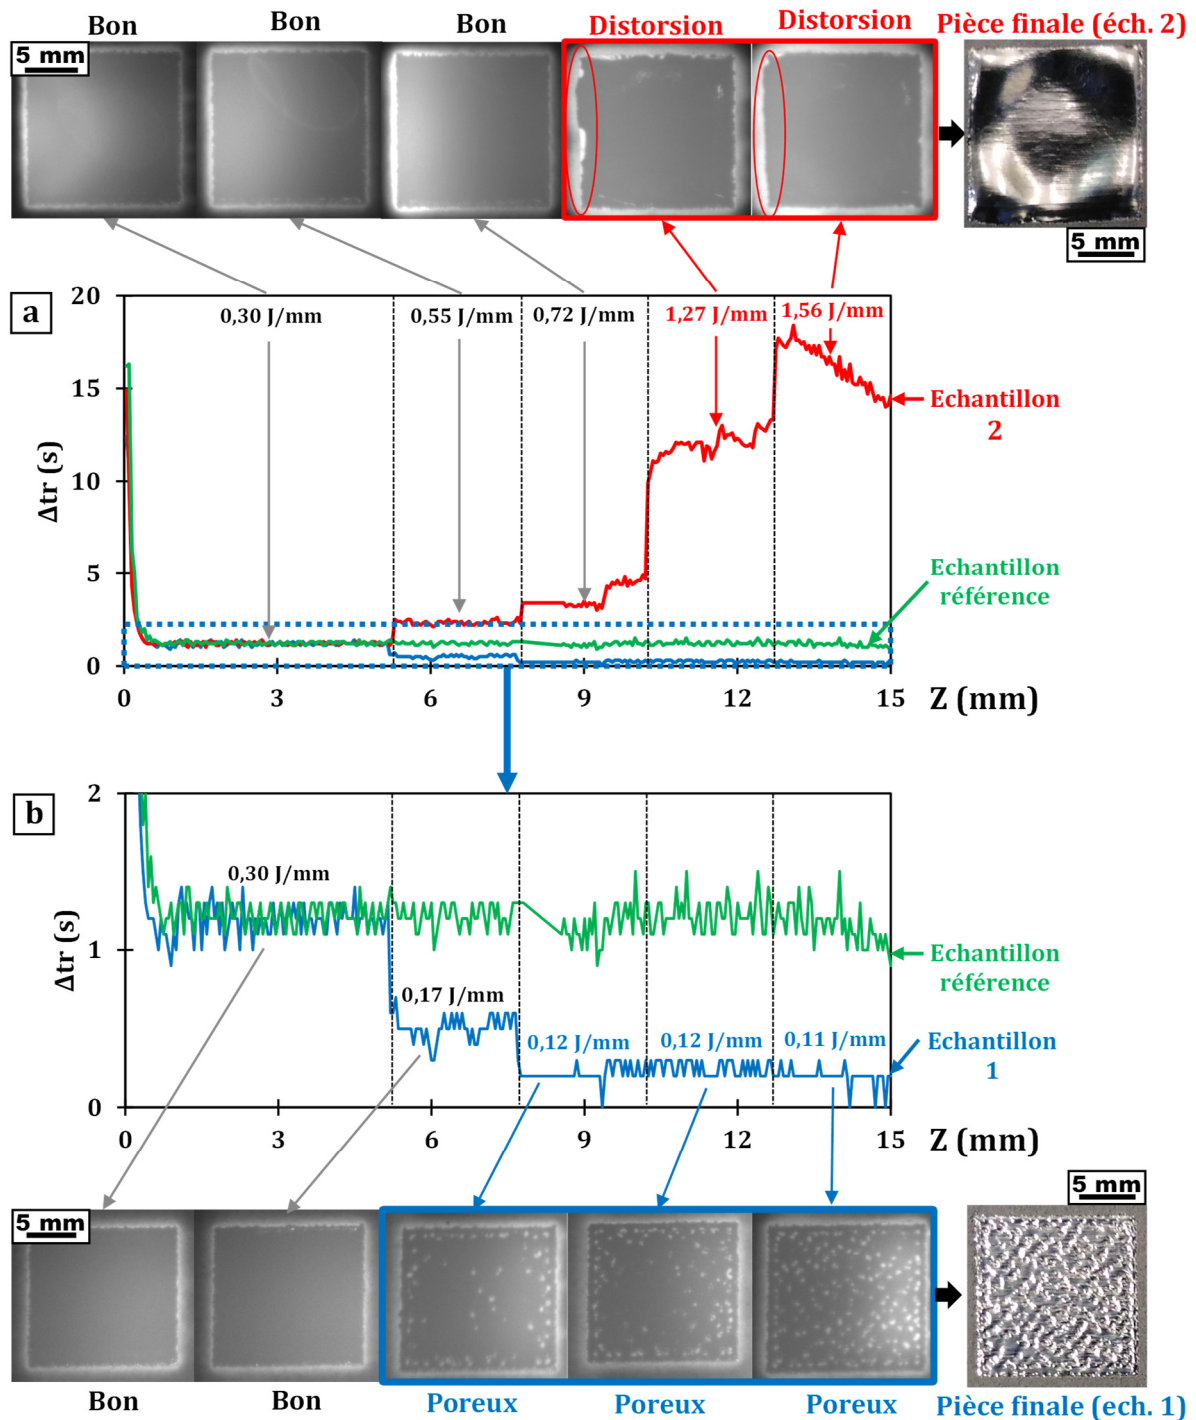 Bon
Bon
Bon
Distorsion
Distorsion
Pièce finale (éch. 2)
5 mm
5 mm
a
20
15
10
5
0
Δtr (s)
0,30 J/mm
0,55 J/mm
0,72 J/mm
1,27 J/mm
1,56 J/mm
Echantillon
2
Echantillon
référence
0
3
6
9
12
15
Z (mm)
b
2
1
0
Δtr (s)
0,30 J/mm
0,17 J/mm
0,12 J/mm
0,12 J/mm
0,11 J/mm
Echantillon
référence
Echantillon
1
0
3
6
9
12
15
Z (mm)
5 mm
5 mm
Bon
Bon
Poreux
Poreux
Poreux
Pièce finale (ech. 1)